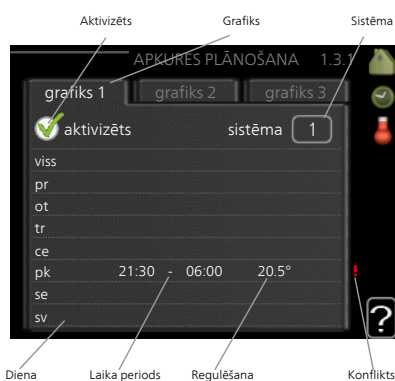 Aktivizēts Grafiks Sistēma
APKURES PLĀNOŠANA 1.3.1
grafiks 1 grafiks 2 grafiks 3
aktivizēts sistēma 1
viss
pr
ot
tr
ce
pk 21:30 - 06:00 20.5° !
se
sv
?
Diena Laika periods Regulēšana Konflikts